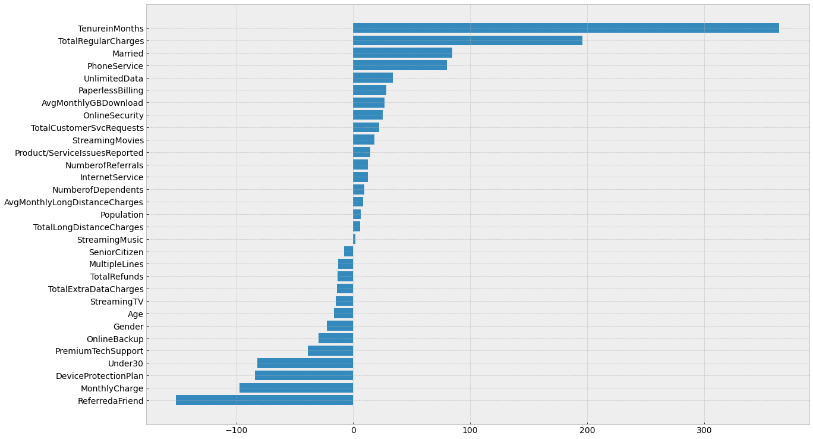 TenureinMonths
TotalRegularCharges
Married
PhoneService
UnlimitedData
PaperlessBilling
AvgMonthlyGBDownload
OnlineSecurity
TotalCustomerSvcRequests
StreamingMovies
Product/ServiceIssuesReported
NumberofReferrals
InternetService
NumberofDependents
AvgMonthlyLongDistanceCharges
Population
TotalLongDistanceCharges
StreamingMusic
SeniorCitizen
MultipleLines
TotalRefunds
TotalExtraDataCharges
StreamingTV
Age
Gender
OnlineBackup
PremiumTechSupport
Under30
DeviceProtectionPlan
MonthlyCharge
ReferredaFriend
−100 0 100 200 300